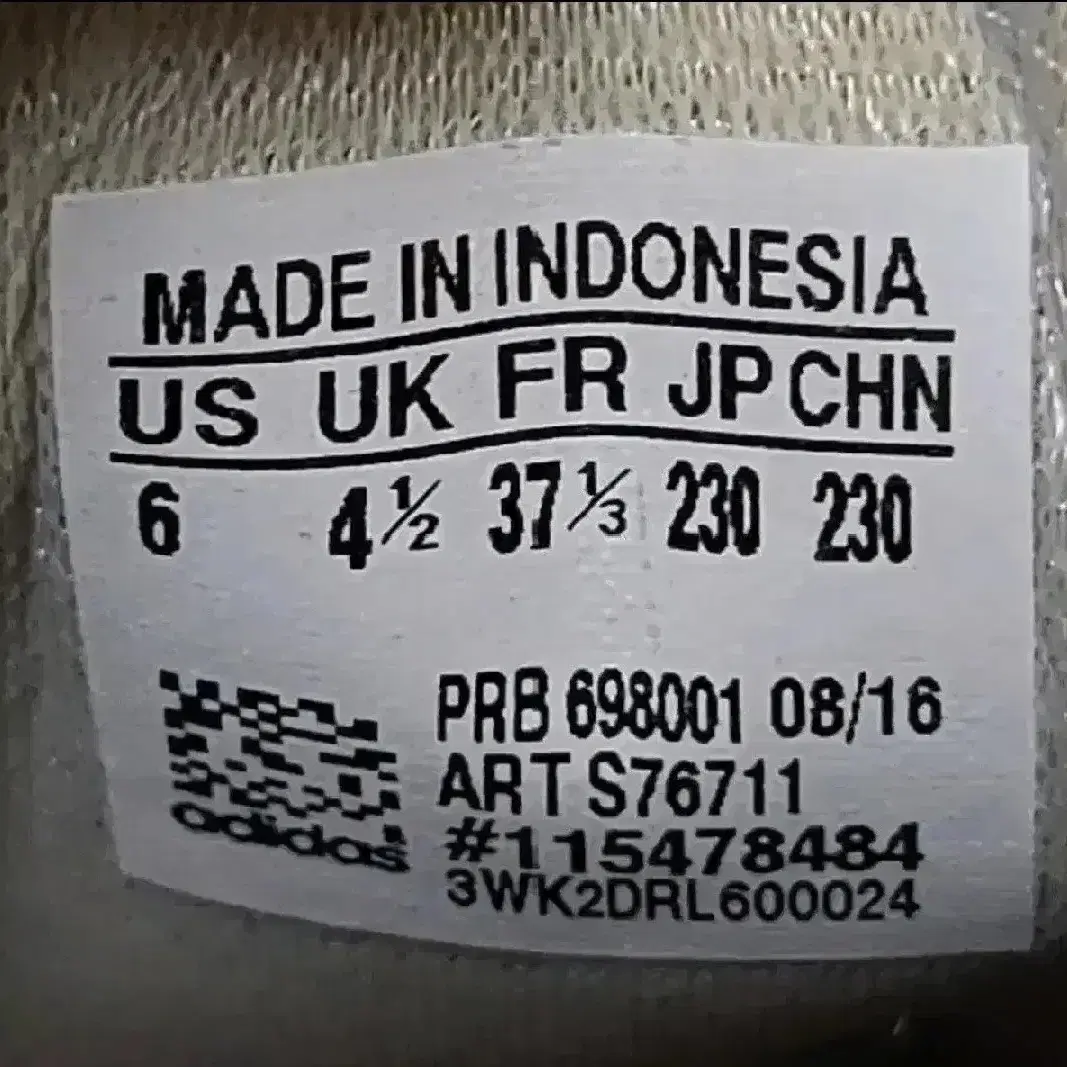 MADE IN INDONESIA
US UK FR JP CHN
6 4½ 37⅓ 230 230
PRB 698001 08/16
ART S76711
#115478484
3WK2DRL600024
adidas